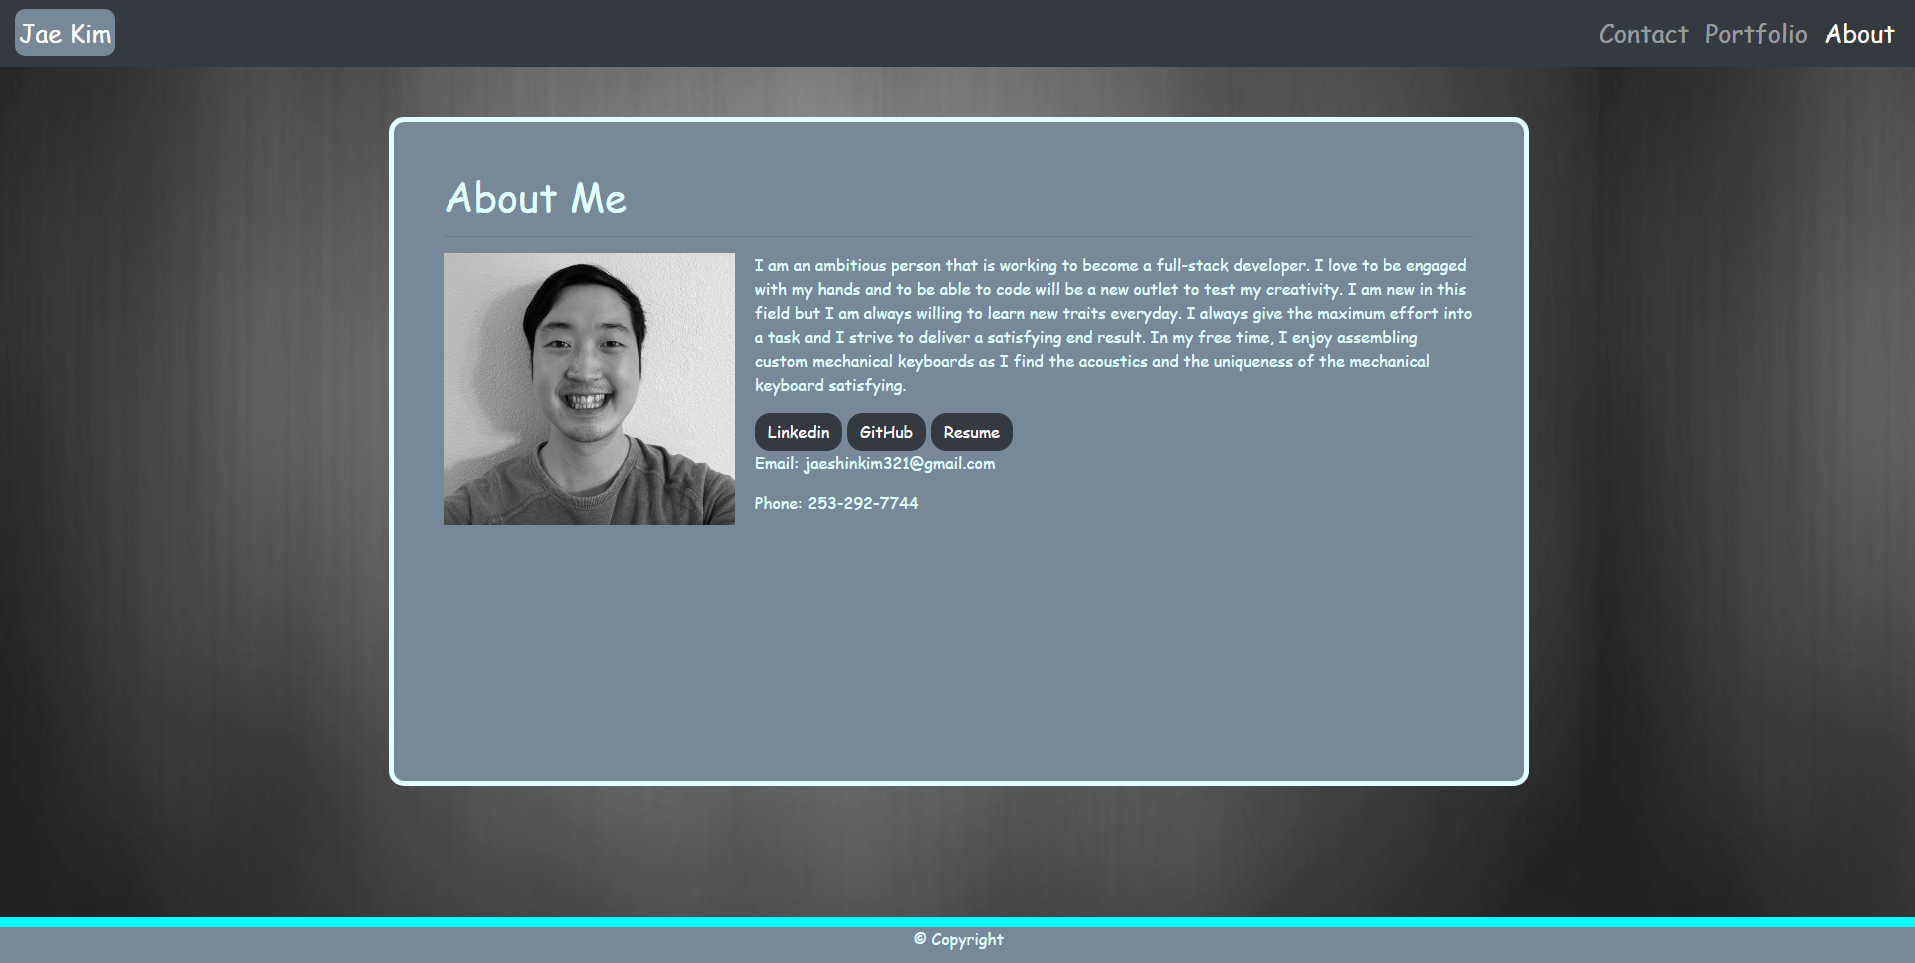 Jae Kim
Contact Portfolio About
About Me
I am an ambitious person that is working to become a full-stack developer. I love to be engaged
with my hands and to be able to code will be a new outlet to test my creativity. I am new in this
field but I am always willing to learn new traits everyday. I always give the maximum effort into
a task and I strive to deliver a satisfying end result. In my free time, I enjoy assembling
custom mechanical keyboards as I find the acoustics and the uniqueness of the mechanical
keyboard satisfying.
Linkedin GitHub Resume
Email: jaeshinkim321@gmail.com
Phone: 253-292-7744
© Copyright